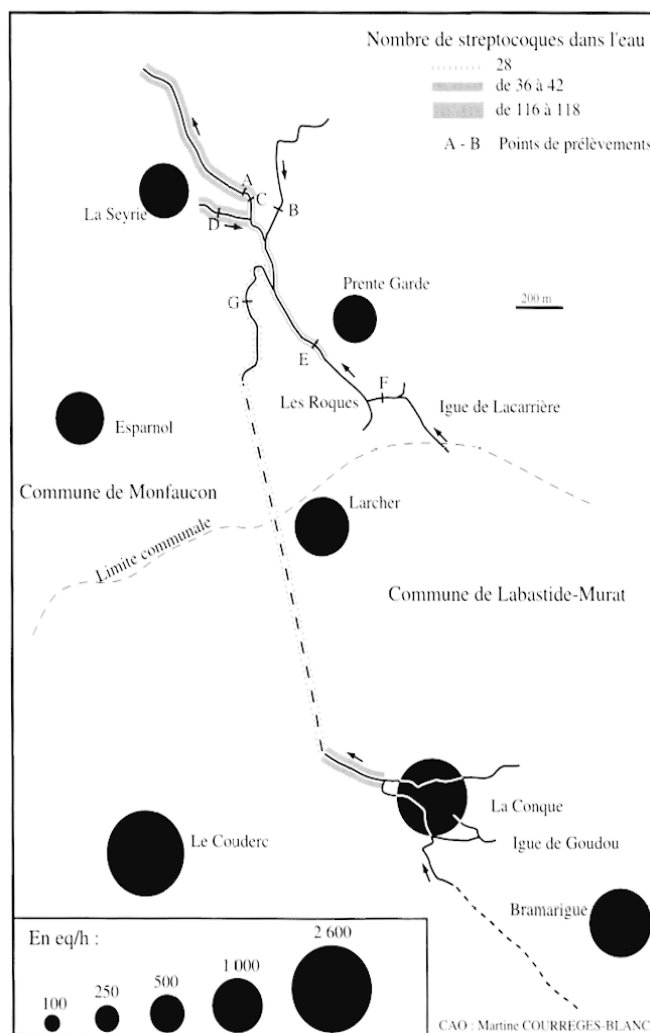 Nombre de streptocoques dans l'eau
28
de 36 à 42
de 116 à 118
A - B Points de prélèvements
A
C
La Seyrie
B
D
Prente Garde
G
200 m
E
F
Les Roques
Igue de Lacarrière
Esparnol
Commune de Monfaucon
Larcher
Limite communale
Commune de Labastide-Murat
La Conque
Le Couderc
Igue de Goudou
Bramarigue
En eq/h :
100
250
500
1 000
2 600
CAO : Martine COURREGES-BLANC